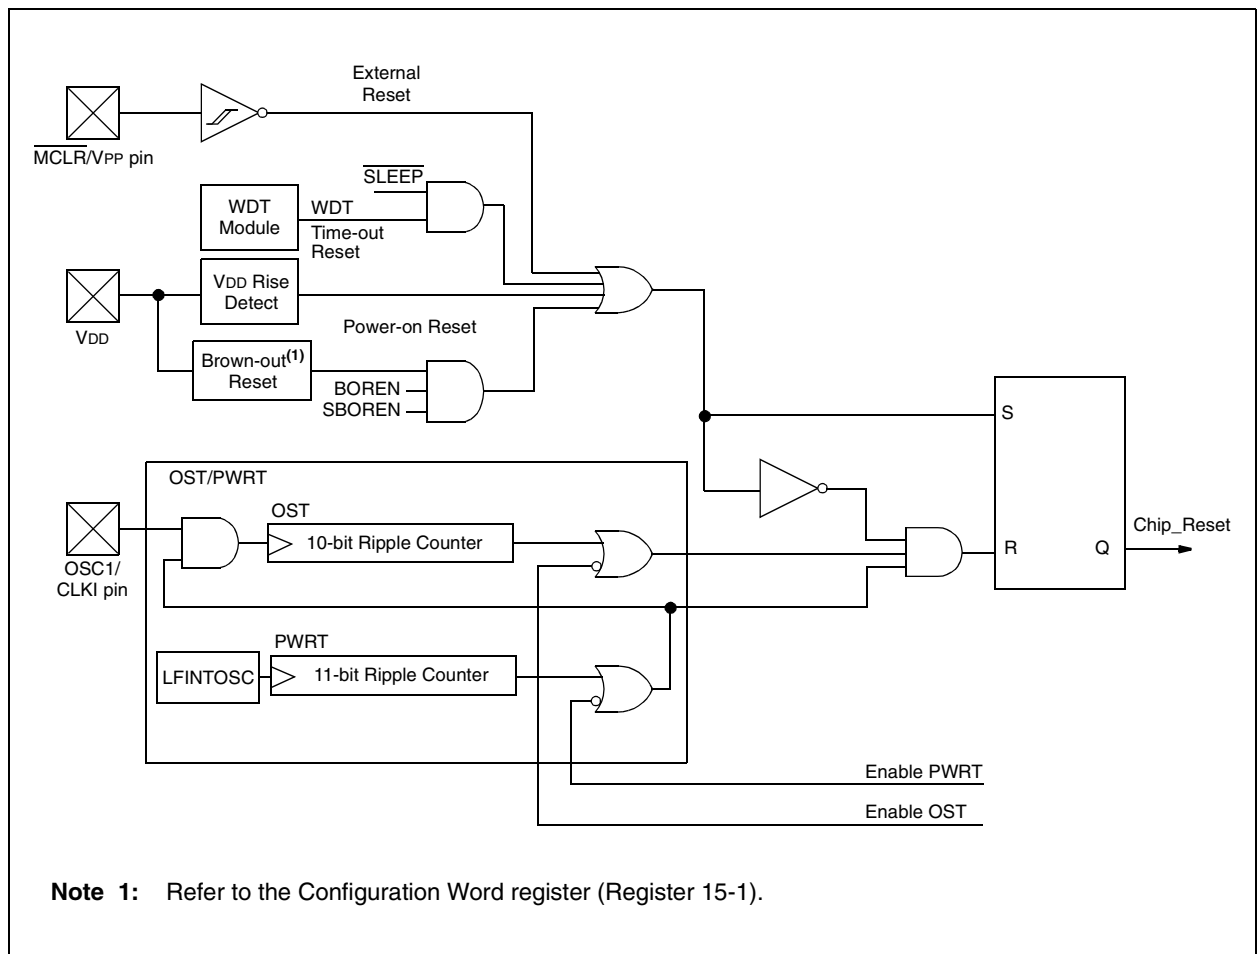 External
Reset
MCLR/VPP pin
SLEEP
WDT
Module
WDT
Time-out
Reset
VDD Rise
Detect
VDD
Power-on Reset
Brown-out(1)
Reset
BOREN
SBOREN
S
OST/PWRT
OST
10-bit Ripple Counter
OSC1/
CLKI pin
R
Q
Chip_Reset
PWRT
LFINTOSC
11-bit Ripple Counter
Enable PWRT
Enable OST
Note 1: Refer to the Configuration Word register (Register 15-1).